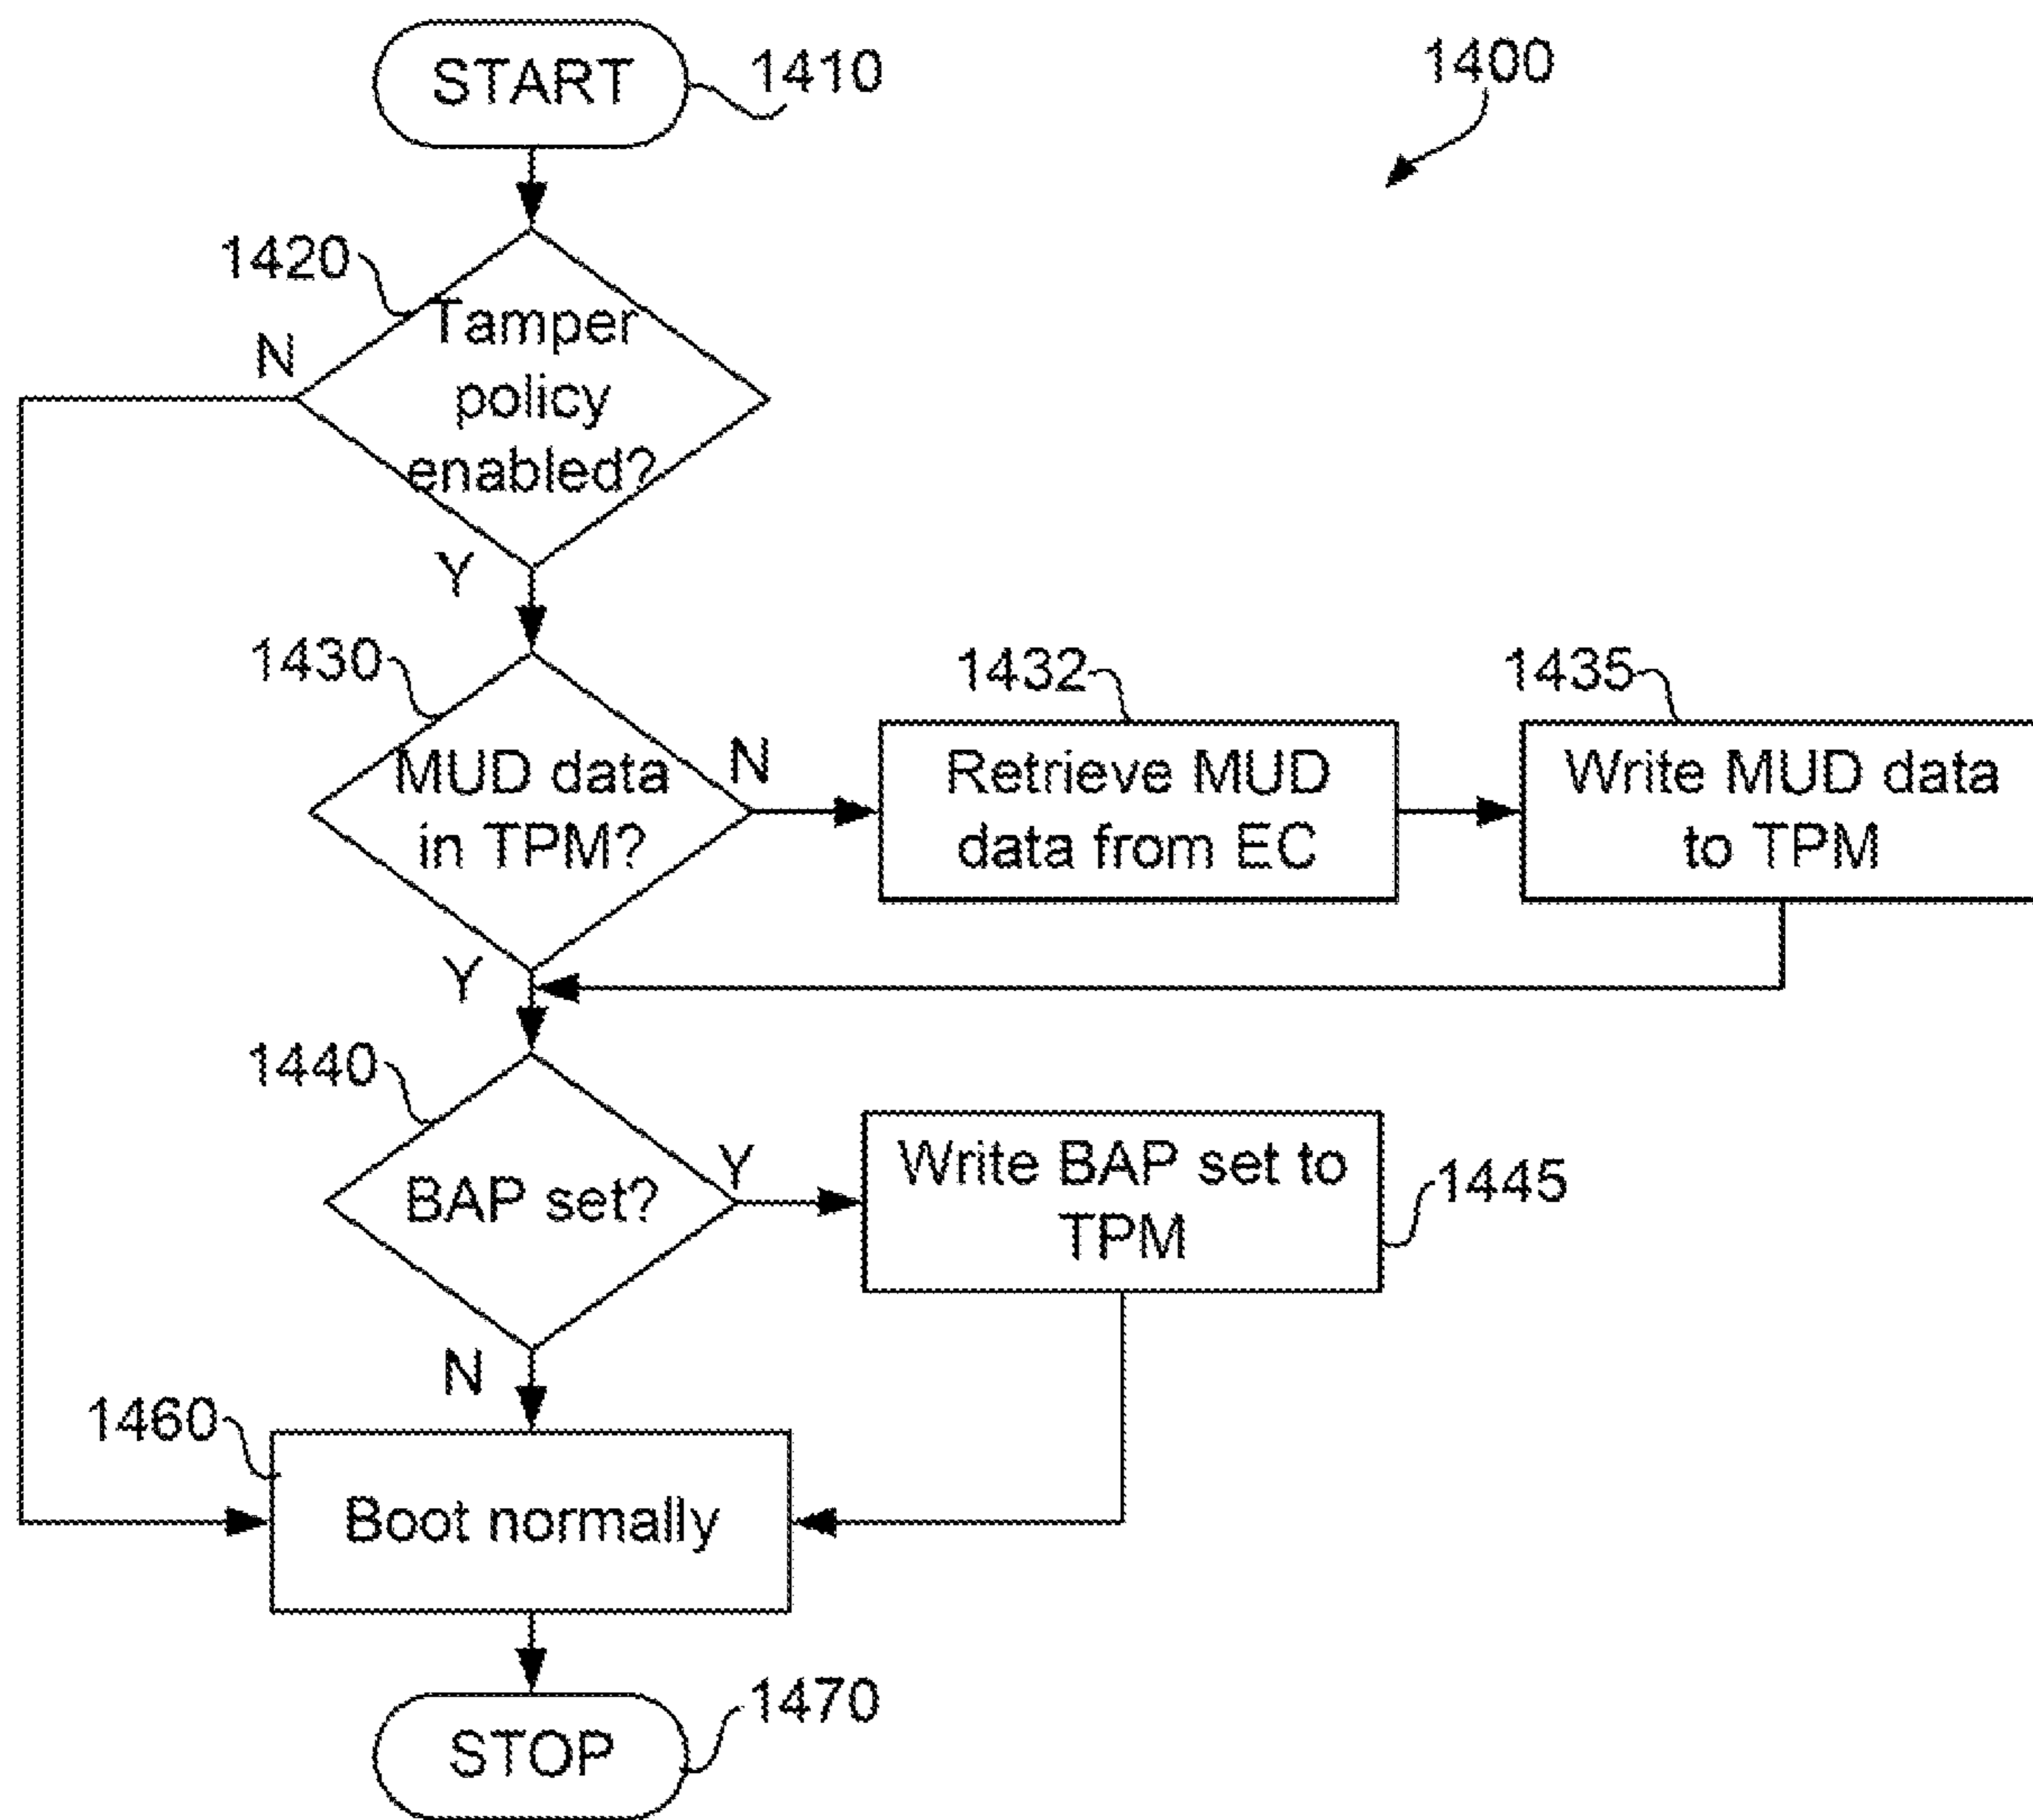 START
1410
1400
1420
Tamper
policy
enabled?
N
Y
1430
MUD data
in TPM?
N
1432
Retrieve MUD
data from EC
1435
Write MUD data
to TPM
Y
1440
BAP set?
Y
Write BAP set to
TPM
1445
N
1460
Boot normally
STOP
1470